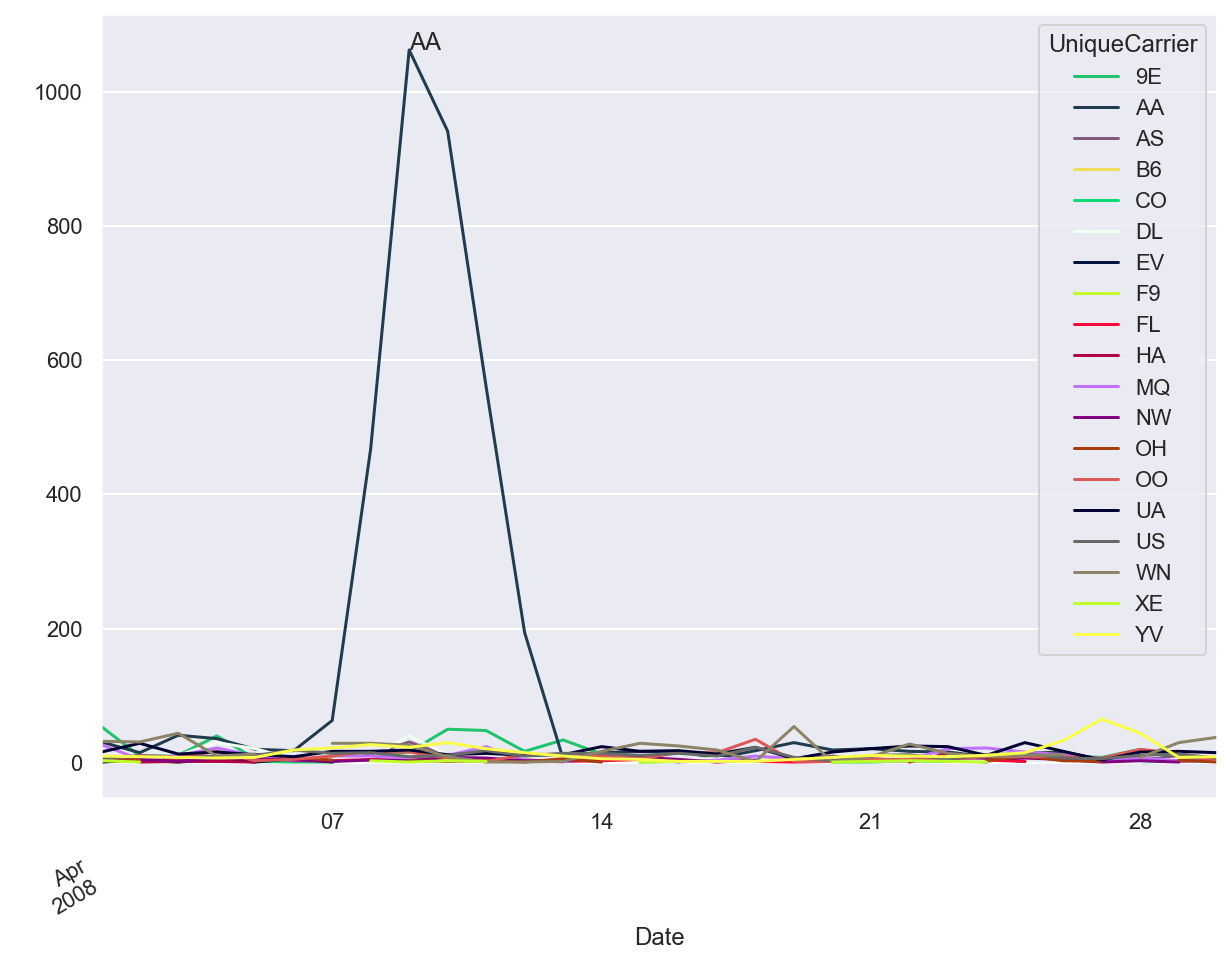 AA
1000
800
600
400
200
0
UniqueCarrier
9E
AA
AS
B6
CO
DL
EV
F9
FL
HA
MQ
NW
OH
OO
UA
US
WN
XE
YV
07 14 21 28
Apr
2008
Date